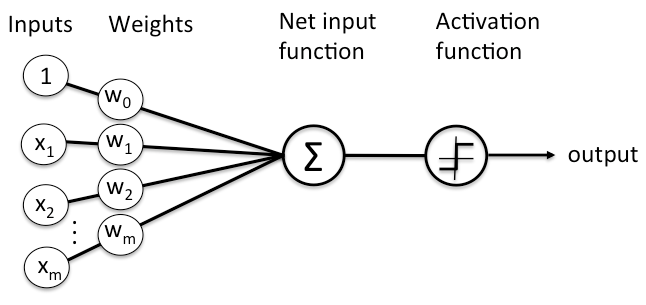 Inputs
Weights
Net input
function
Activation
function
1
w₀
x₁
w₁
x₂
w₂
⋮
xₘ
wₘ
Σ
output